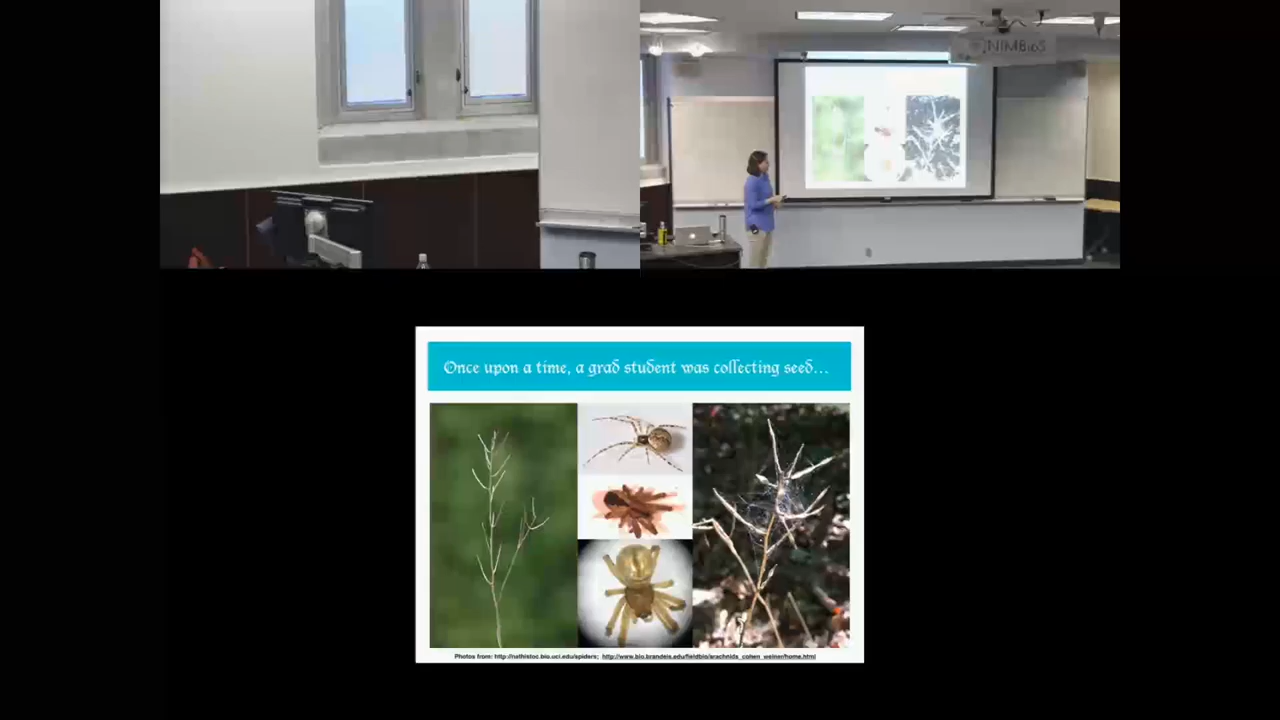 NIMBioS
Once upon a time, a grad student was collecting seed...
Photos from: http://nathistoc.bio.uci.edu/spiders; http://www.bio.brandeis.edu/fieldbio/arachnids_cohen_weiner/home.html